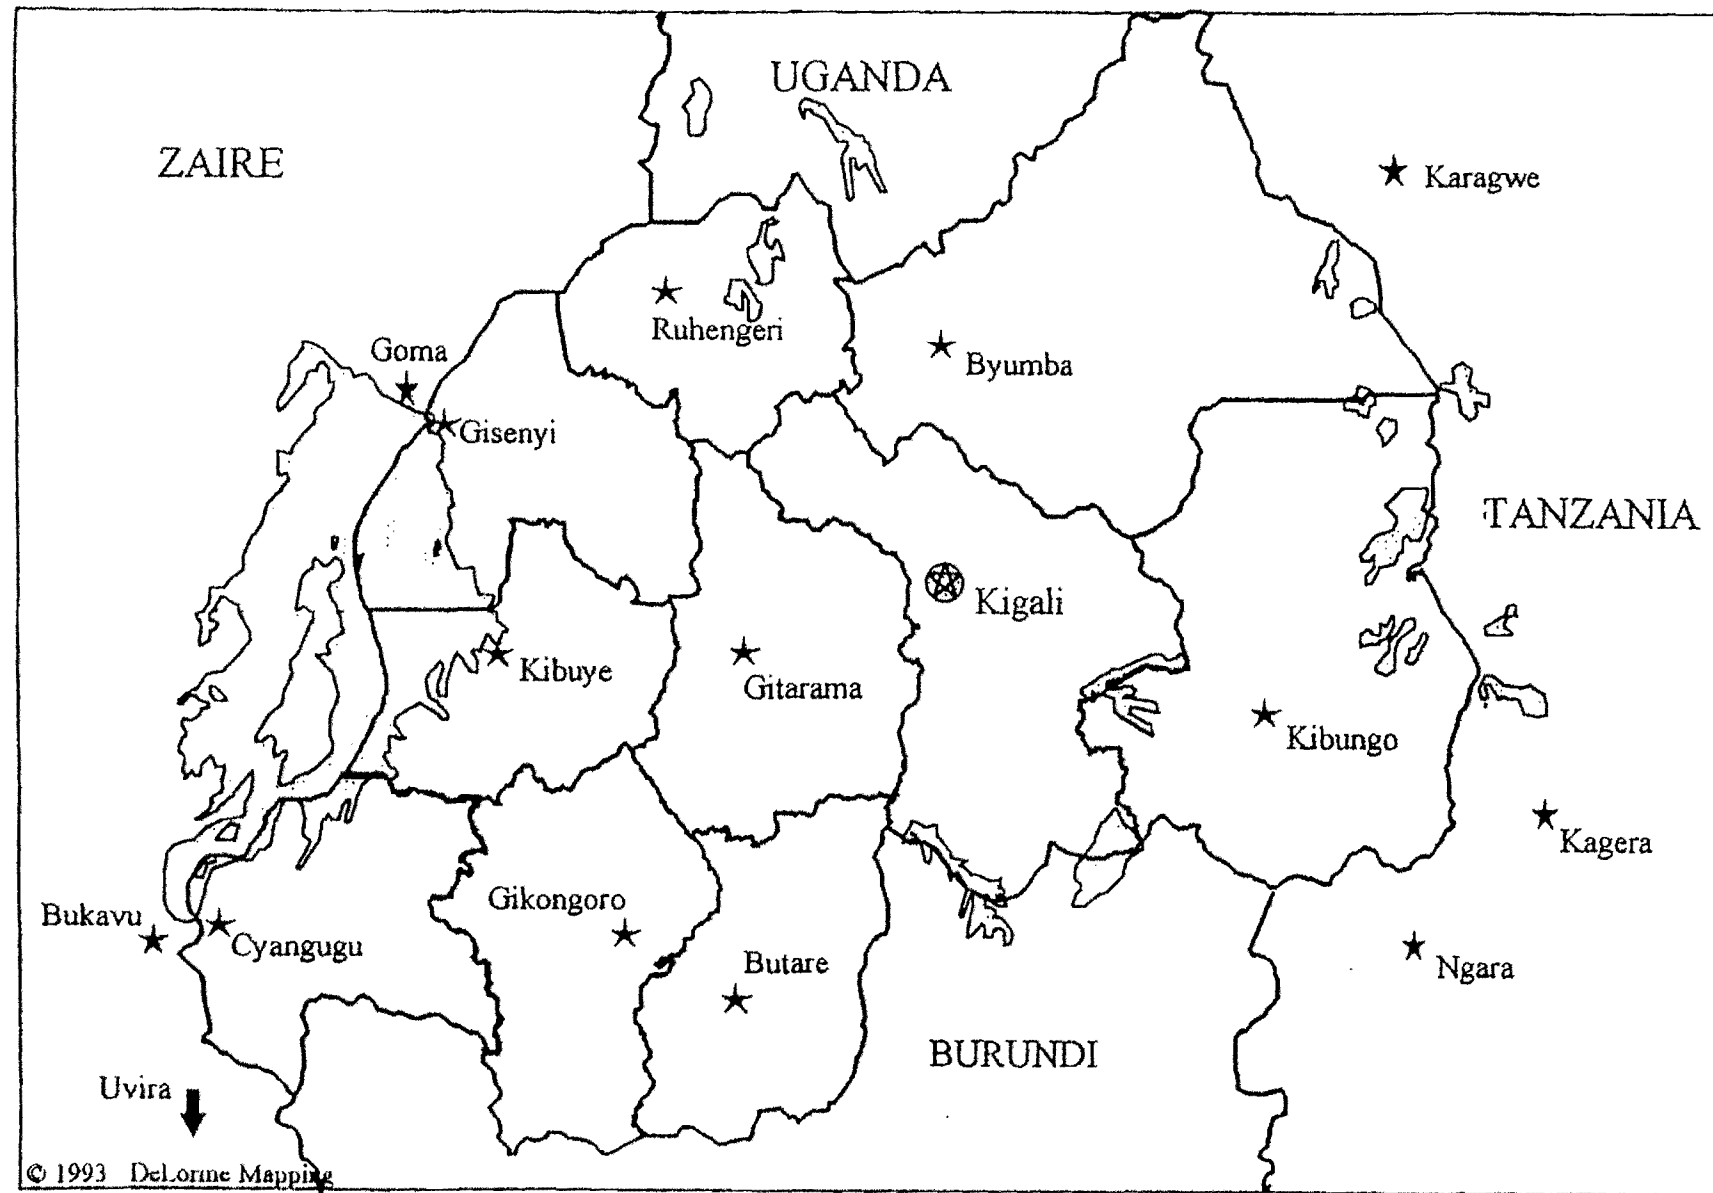 UGANDA
ZAIRE
Karagwe
Ruhengeri
Goma
Byumba
Gisenyi
TANZANIA
Kigali
Kibuye
Gitarama
Kibungo
Kagera
Gikongoro
Bukavu
Cyangugu
Butare
Ngara
BURUNDI
Uvira
© 1993 DeLorme Mapping